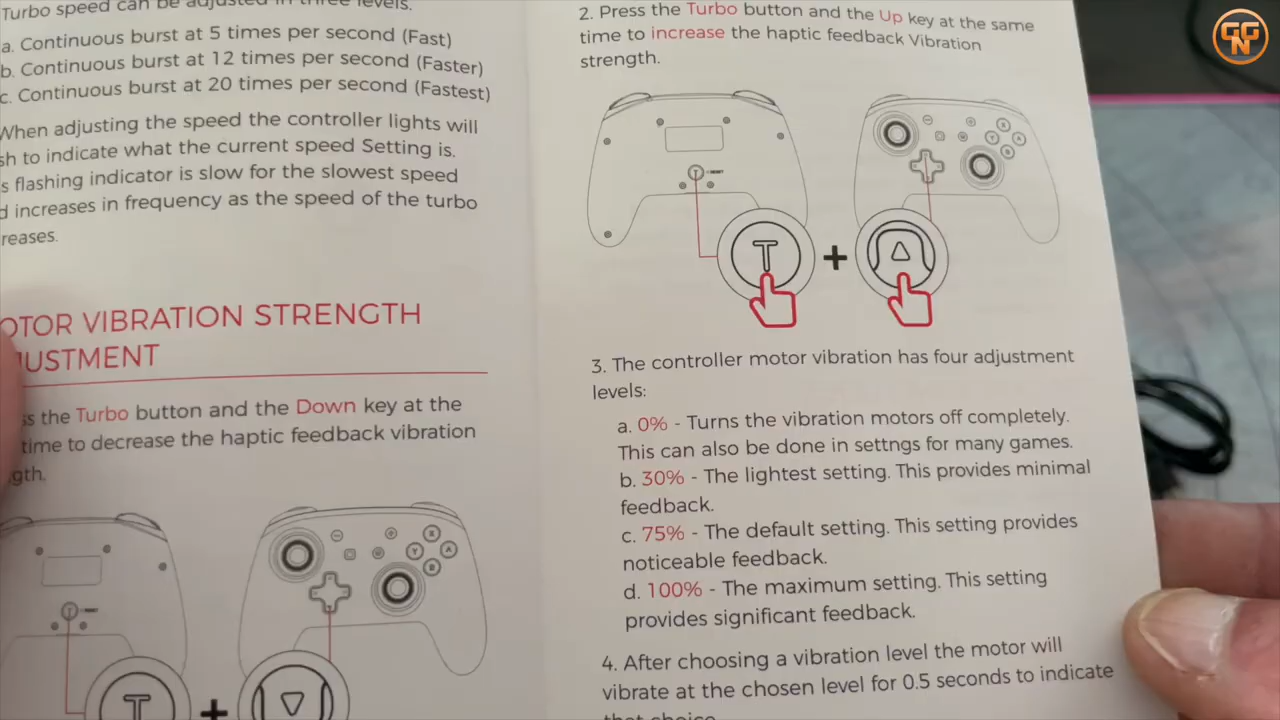 Turbo speed can be adjusted in three levels.
a. Continuous burst at 5 times per second (Fast)
b. Continuous burst at 12 times per second (Faster)
c. Continuous burst at 20 times per second (Fastest)
When adjusting the speed the controller lights will
sh to indicate what the current speed Setting is.
s flashing indicator is slow for the slowest speed
d increases in frequency as the speed of the turbo
reases.
OTOR VIBRATION STRENGTH
JUSTMENT
ss the Turbo button and the Down key at the
time to decrease the haptic feedback vibration
gth.
T
+
2. Press the Turbo button and the Up key at the same
time to increase the haptic feedback Vibration
strength.
RESET
X
Y
A
B
T
+
3. The controller motor vibration has four adjustment
levels:
a. 0% - Turns the vibration motors off completely.
This can also be done in settngs for many games.
b. 30% - The lightest setting. This provides minimal
feedback.
c. 75% - The default setting. This setting provides
noticeable feedback.
d. 100% - The maximum setting. This setting
provides significant feedback.
4. After choosing a vibration level the motor will
vibrate at the chosen level for 0.5 seconds to indicate
that choice.
GGN